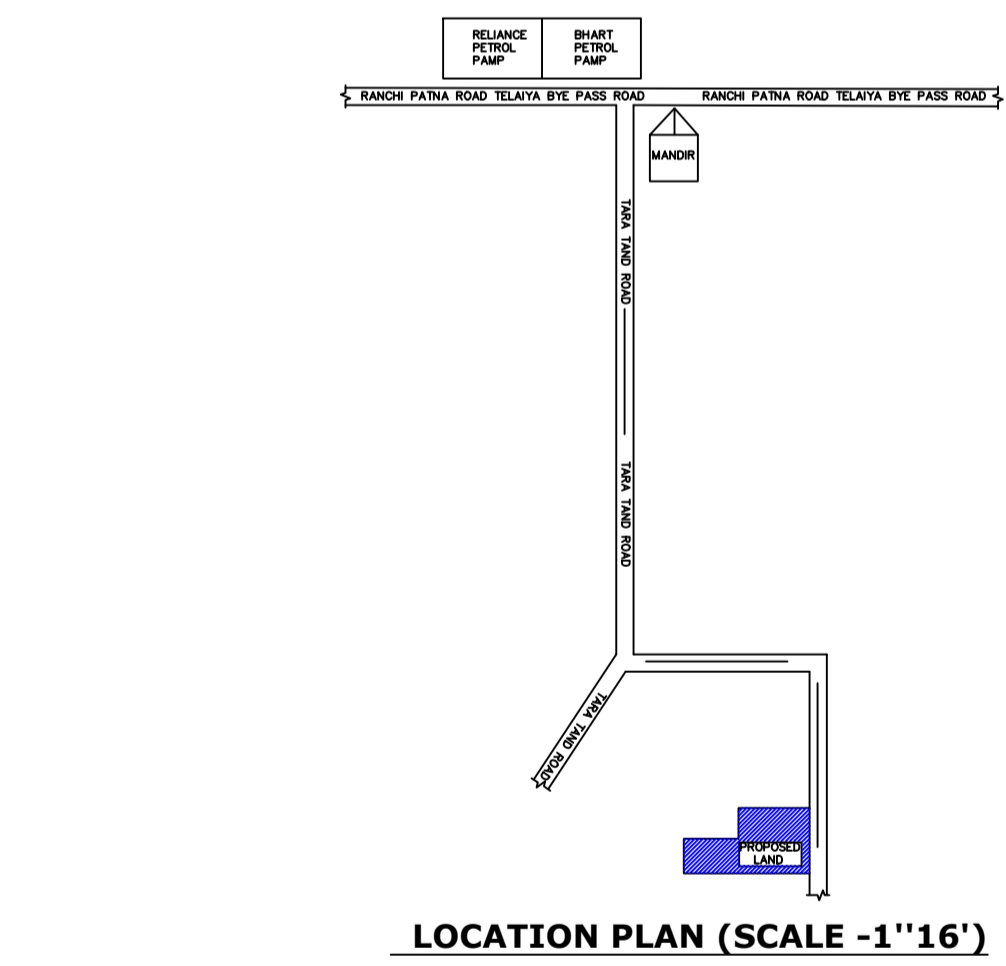 RELIANCE
PETROL
PAMP
BHART
PETROL
PAMP
RANCHI PATNA ROAD TELAIYA BYE PASS ROAD
RANCHI PATNA ROAD TELAIYA BYE PASS ROAD
MANDIR
TARA TAND ROAD
TARA TAND ROAD
TARA TAND ROAD
PROPOSED
LAND
LOCATION PLAN (SCALE -1''16')